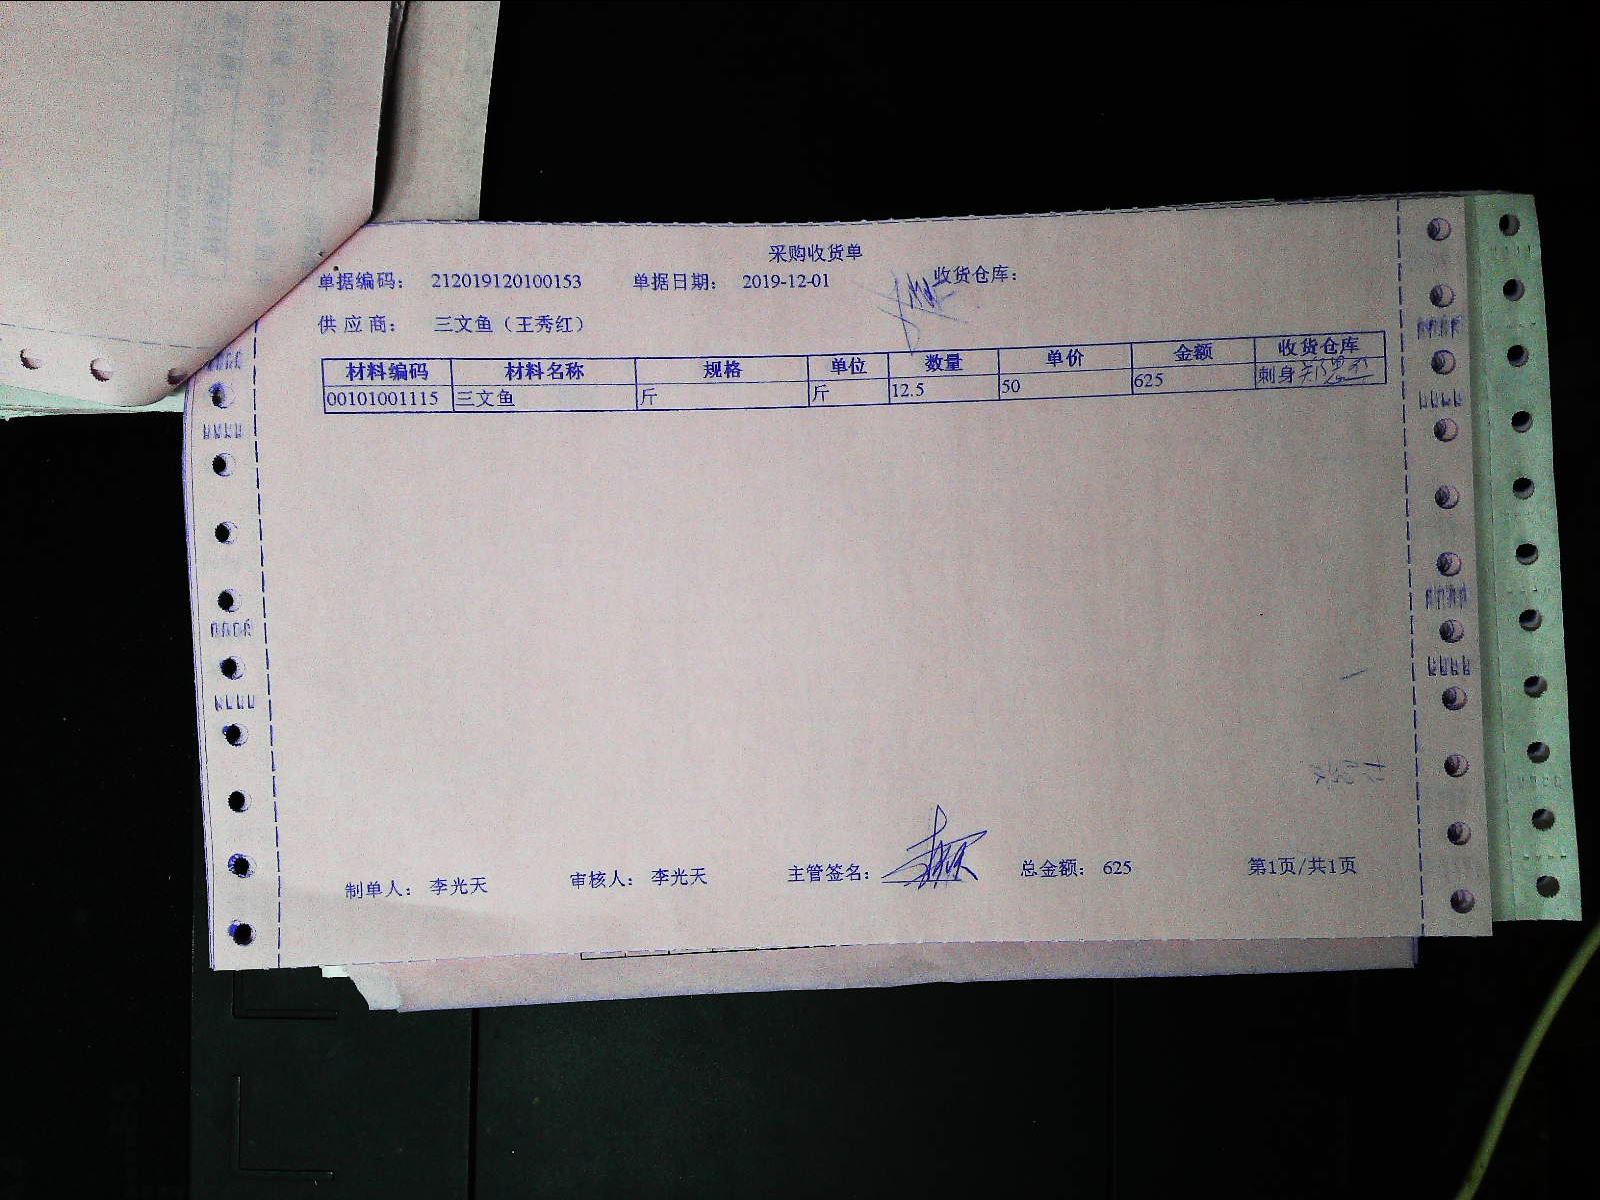 采购收货单
单据编码: 212019120100153 单据日期: 2019-12-01 收货仓库:
供应商: 三文鱼（王秀红）
材料编码 材料名称 规格 单位 数量 单价 金额 收货仓库
00101001115 三文鱼 斤 斤 12.5 50 625 刺身
制单人: 李光天 审核人: 李光天 主管签名: 总金额: 625 第1页/共1页